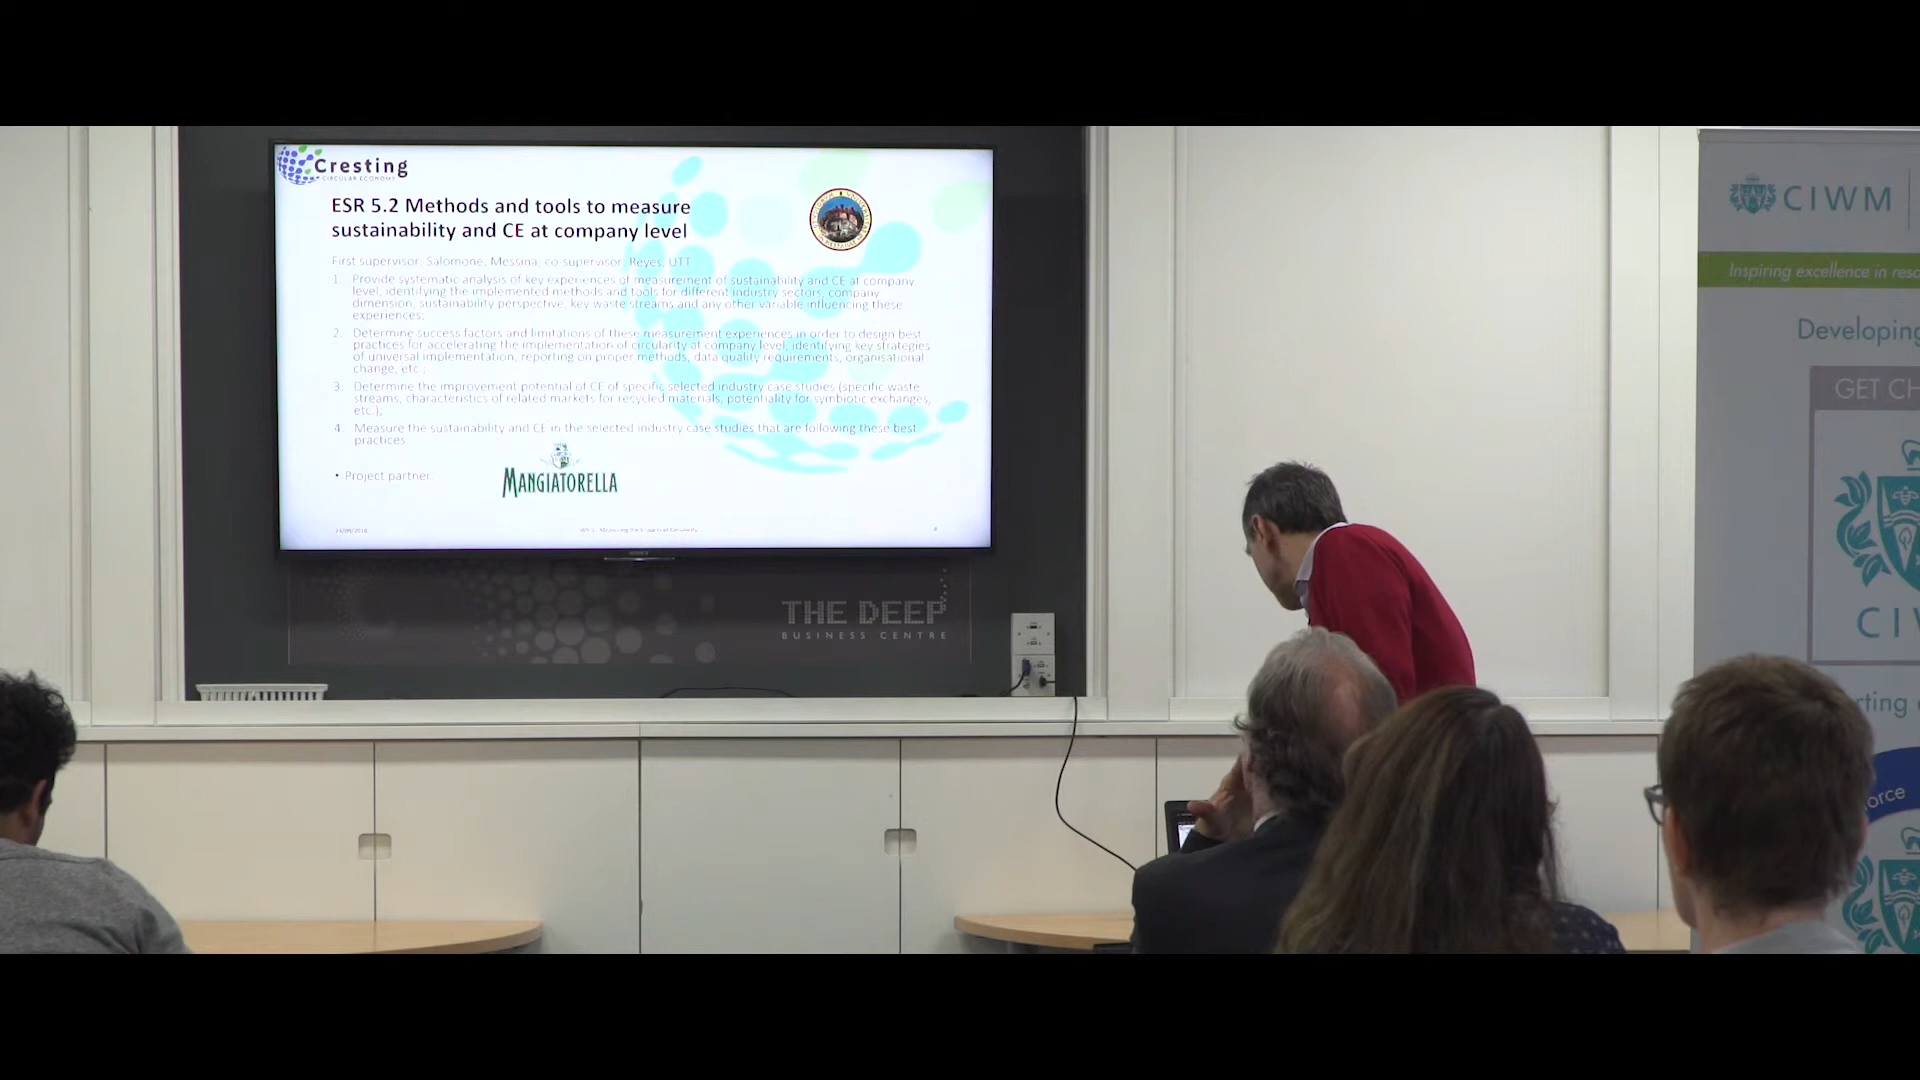 Cresting
CIRCULAR ECONOMY
ESR 5.2 Methods and tools to measure
sustainability and CE at company level
First supervisor: Salomone, Messina; co-supervisor: Reyes, UTT
1. Provide systematic analysis of key experiences of measurement of sustainability and CE at company
level, identifying the implemented methods and tools for different industry sectors, company
dimension, sustainability perspective, key waste streams and any other variable influencing these
experiences;
2. Determine success factors and limitations of these measurement experiences in order to design best
practices for accelerating the implementation of circularity at company level, identifying key strategies
of universal implementation, reporting on proper methods, data quality requirements, organisational
change, etc.;
3. Determine the improvement potential of CE of specific selected industry case studies (specific waste
streams, characteristics of related markets for recycled materials, potentiality for symbiotic exchanges,
etc.);
4. Measure the sustainability and CE in the selected industry case studies that are following these best
practices
• Project partner:
MANGIATORELLA
SONY
THE DEEP
BUSINESS CENTRE
CIWM
Inspiring excellence in
Developing
GET